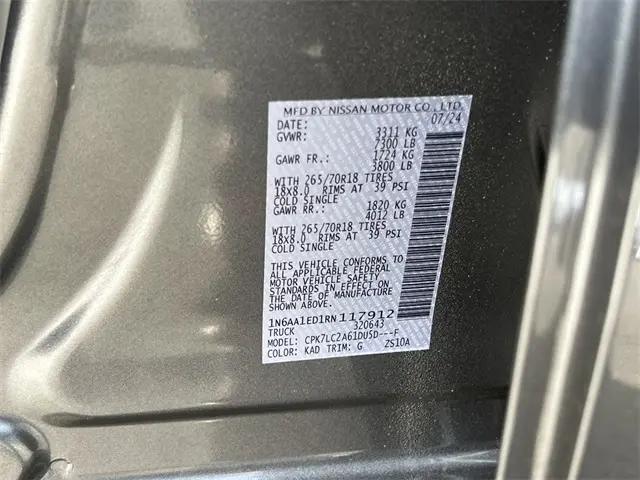 MFD BY NISSAN MOTOR CO., LTD.
DATE: 07/24
GVWR: 3311 KG
7300 LB
GAWR FR.: 1724 KG
3800 LB
WITH 265/70R18 TIRES
18X8.0 RIMS AT 39 PSI
COLD SINGLE
GAWR RR.: 1820 KG
4012 LB
WITH 265/70R18 TIRES
18X8.0 RIMS AT 39 PSI
COLD SINGLE
THIS VEHICLE CONFORMS TO
ALL APPLICABLE FEDERAL
MOTOR VEHICLE SAFETY
STANDARDS IN EFFECT ON
THE DATE OF MANUFACTURE
SHOWN ABOVE.
1N6AA1ED1RN117912
TRUCK 320643
MODEL: CPK7LC2A61DU5D---F
COLOR: KAD TRIM: G ZS10A